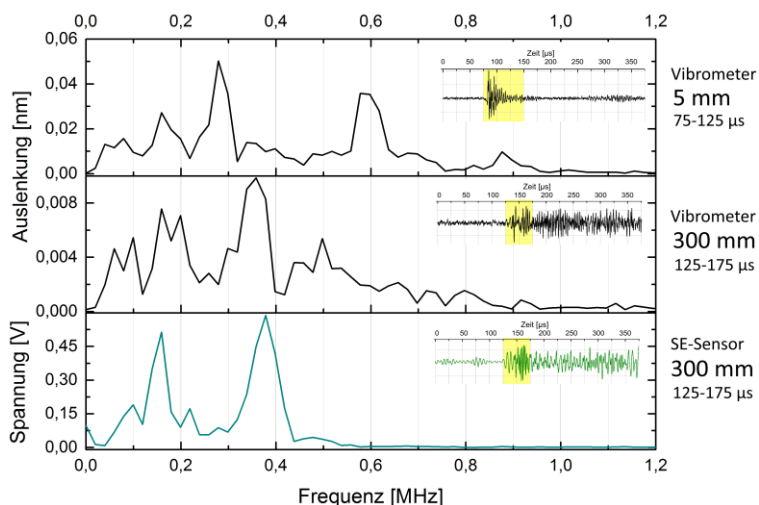 0,0 0,2 0,4 0,6 0,8 1,0 1,2
0,06
0,04
0,02
0,00
Auslenkung [nm]
Zeit [µs]
0 50 100 150 200 250 300 350
Vibrometer
5 mm
75-125 µs
0,008
0,004
0,000
Zeit [µs]
0 50 100 150 200 250 300 350
Vibrometer
300 mm
125-175 µs
0,45
0,30
0,15
0,00
Spannung [V]
Zeit [µs]
0 50 100 150 200 250 300 350
SE-Sensor
300 mm
125-175 µs
0,0 0,2 0,4 0,6 0,8 1,0 1,2
Frequenz [MHz]